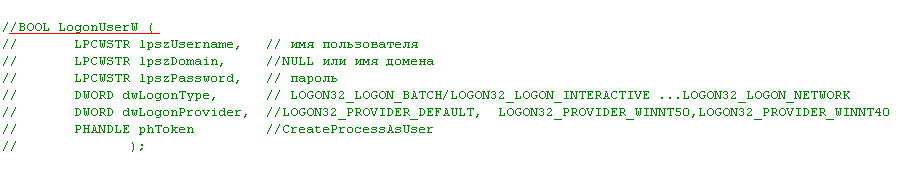 //BOOL LogonUserW (
//       LPCWSTR lpszUsername,   // имя пользователя
//       LPCWSTR lpszDomain,     //NULL или имя домена
//       LPCWSTR lpszPassword,   // пароль
//       DWORD dwLogonType,      // LOGON32_LOGON_BATCH/LOGON32_LOGON_INTERACTIVE ...LOGON32_LOGON_NETWORK
//       DWORD dwLogonProvider,  //LOGON32_PROVIDER_DEFAULT,  LOGON32_PROVIDER_WINNT50,LOGON32_PROVIDER_WINNT40
//       PHANDLE phToken         //CreateProcessAsUser
//              );